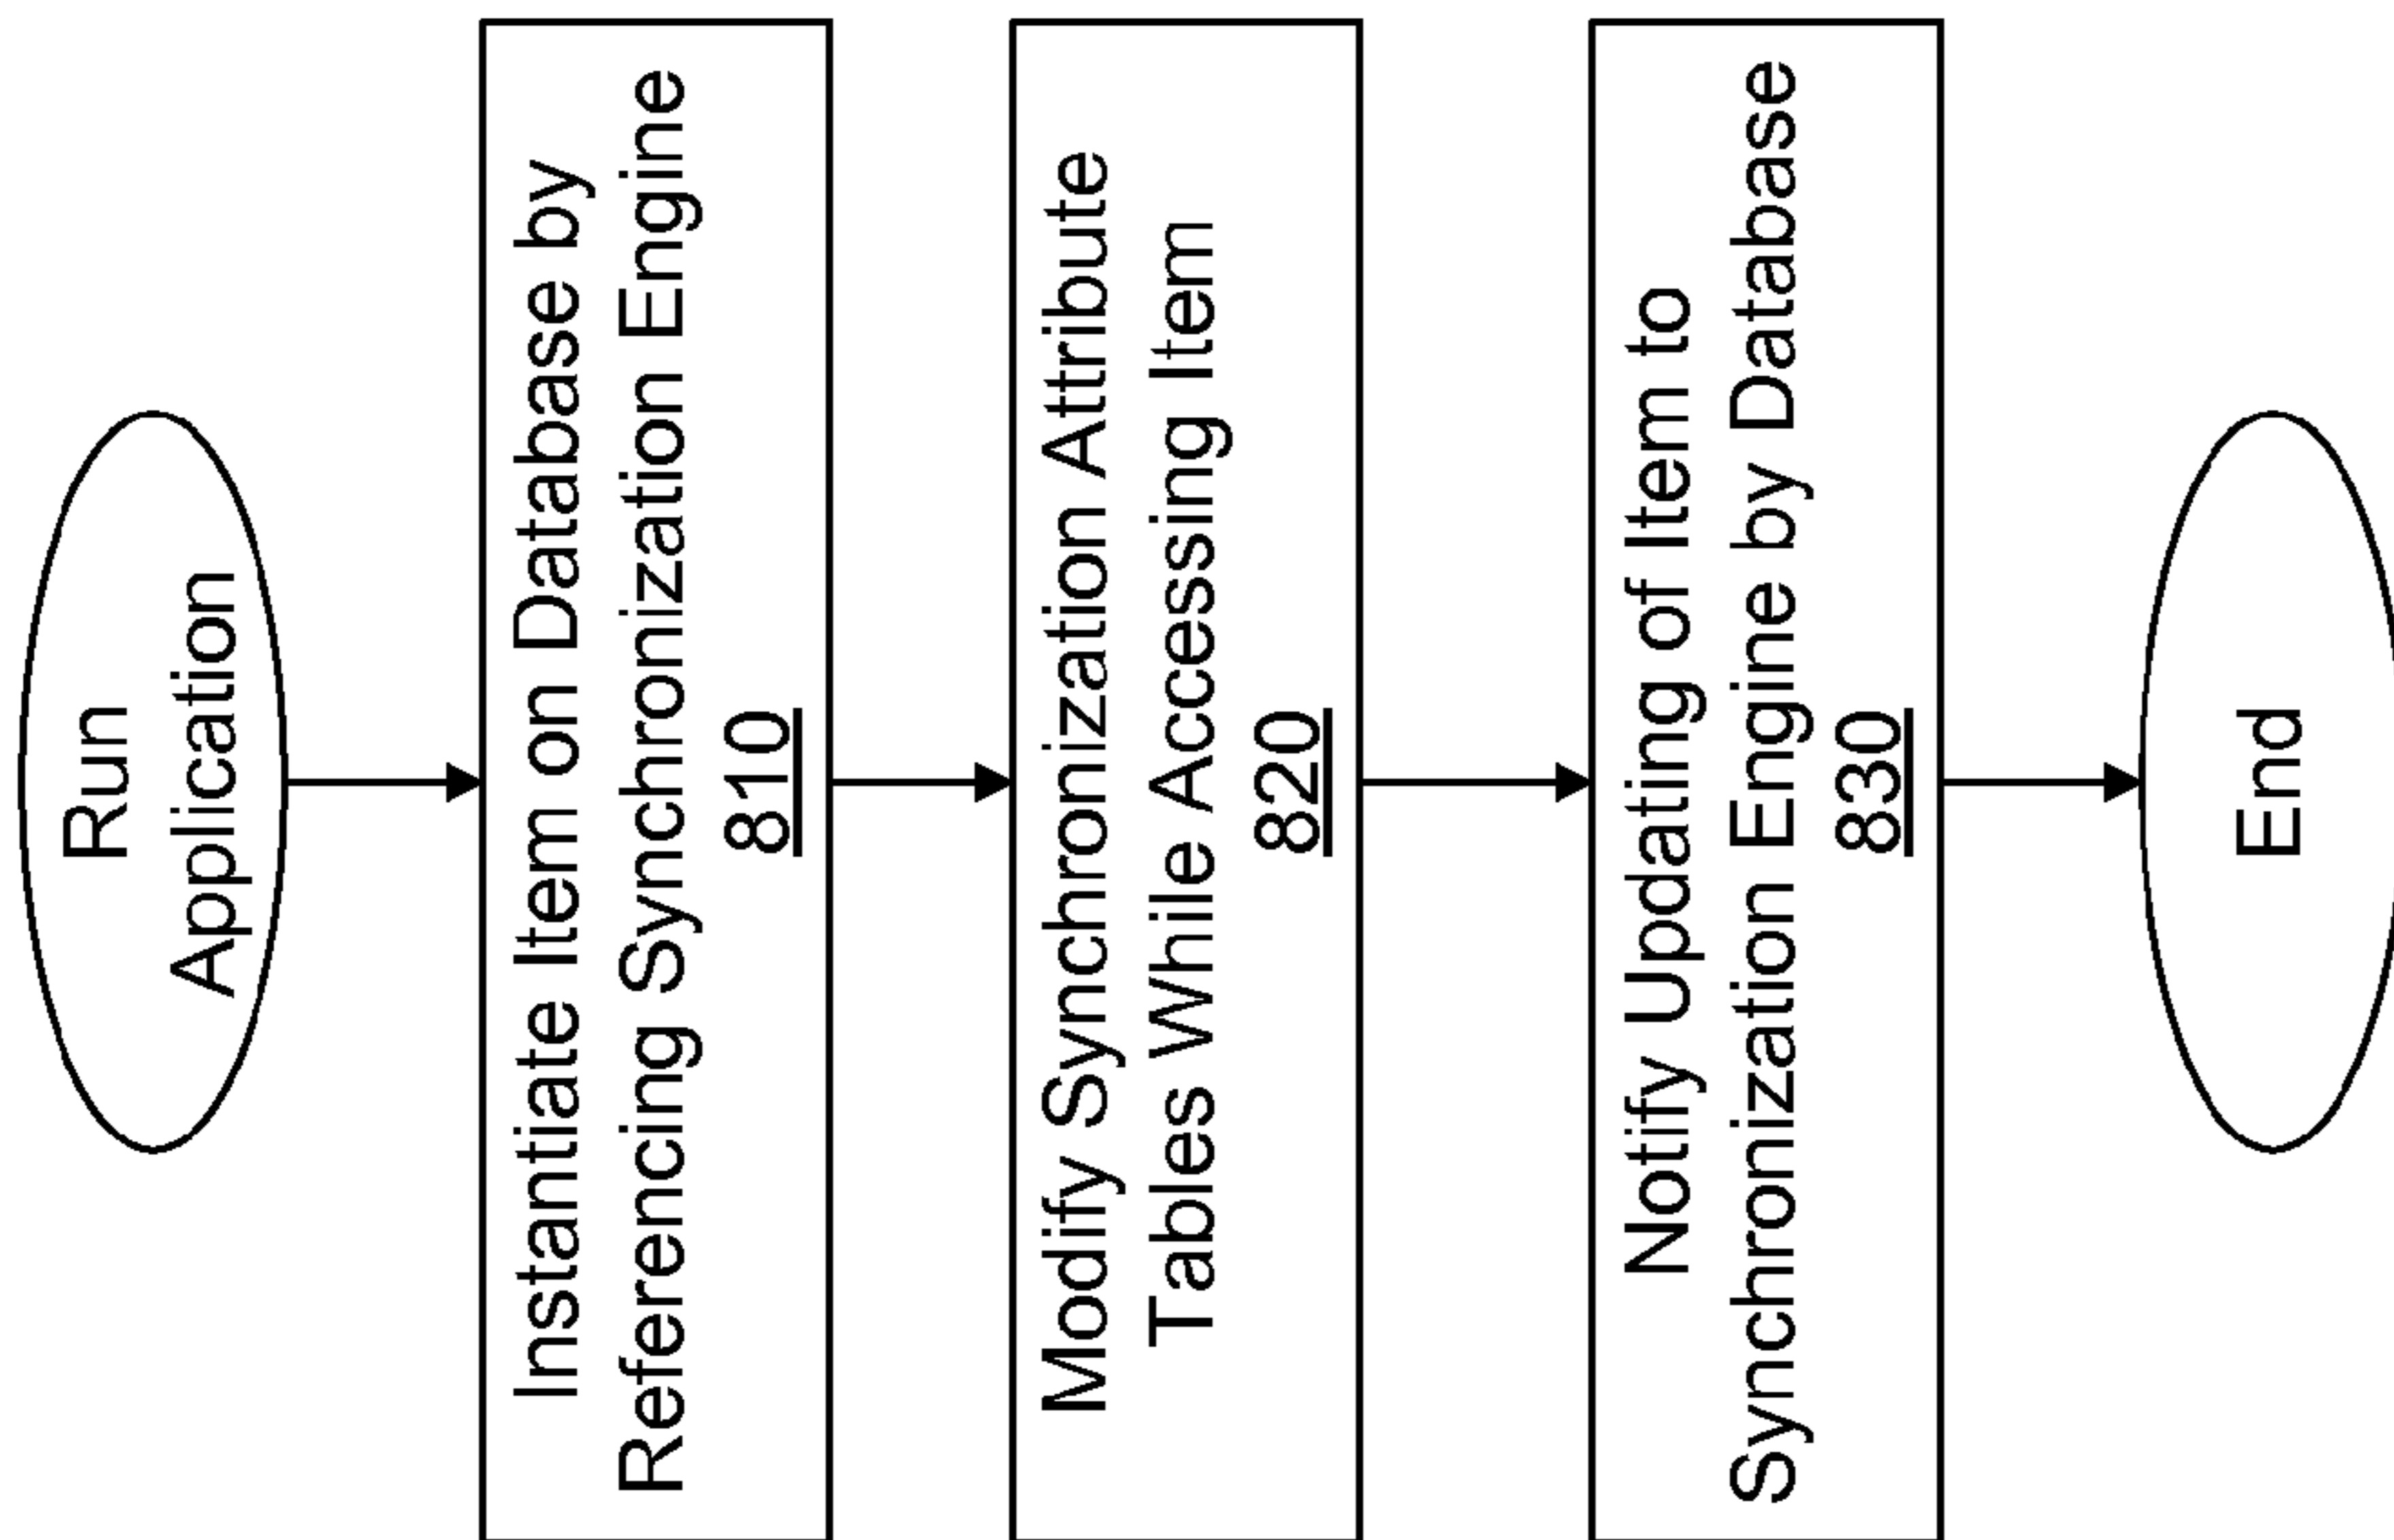 Run
Application
Instantiate Item on Database by
Referencing Synchronization Engine
810
Modify Synchronization Attribute
Tables While Accessing Item
820
Notify Updating of Item to
Synchronization Engine by Database
830
End